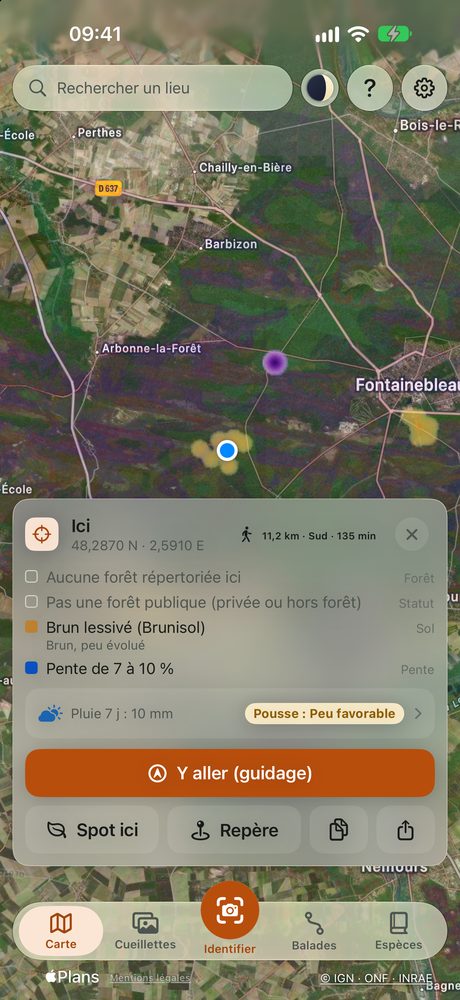 09:41
Rechercher un lieu
?
-École
Perthes
Bois-le-R
Chailly-en-Bière
D 637
Barbizon
Arbonne-la-Forêt
Fontainebleau
École
Ici
48,2870 N · 2,5910 E
11,2 km · Sud · 135 min
Aucune forêt répertoriée ici
Forêt
Pas une forêt publique (privée ou hors forêt)
Statut
Brun lessivé (Brunisol)
Sol
Brun, peu évolué
Pente de 7 à 10 %
Pente
Pluie 7 j : 10 mm
Pousse : Peu favorable
Y aller (guidage)
Spot ici
Repère
Nemours
Carte
Cueillettes
Identifier
Balades
Espèces
Plans
Mentions légales
© IGN · ONF · INRAE
Bagne